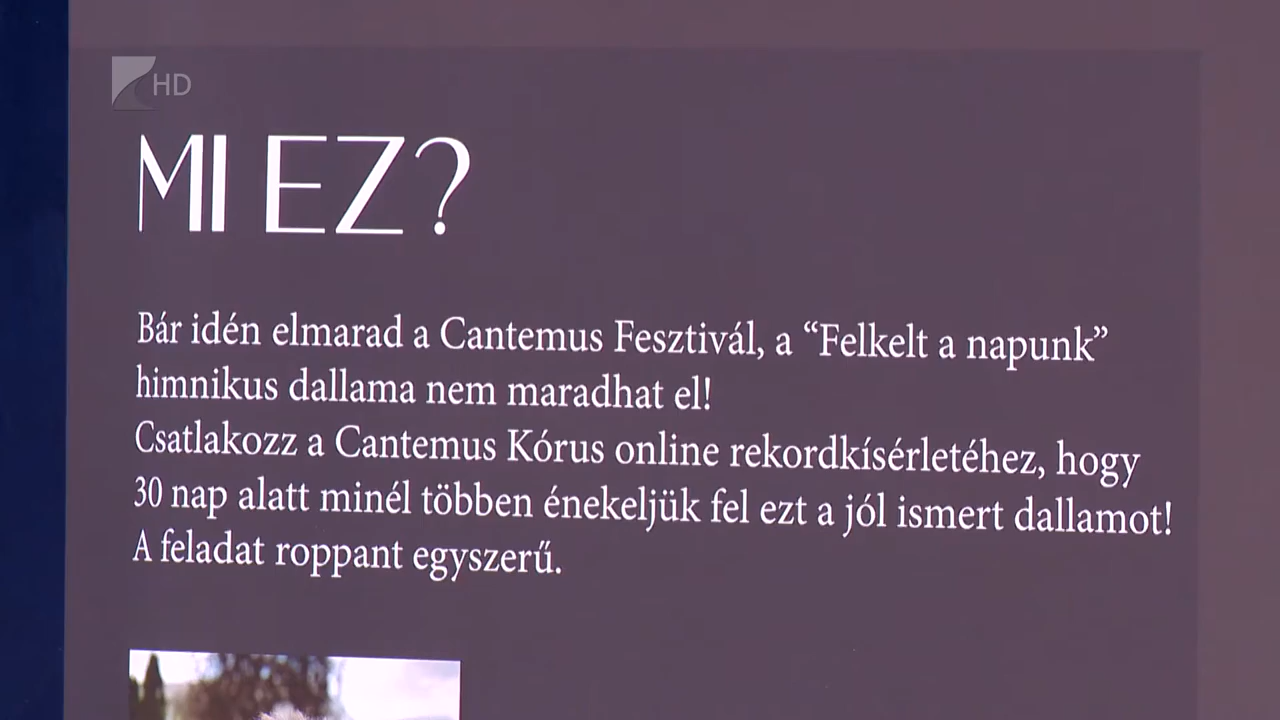 HD
MI EZ?
Bár idén elmarad a Cantemus Fesztivál, a “Felkelt a napunk”
himnikus dallama nem maradhat el!
Csatlakozz a Cantemus Kórus online rekordkísérletéhez, hogy
30 nap alatt minél többen énekeljük fel ezt a jól ismert dallamot!
A feladat roppant egyszerű.